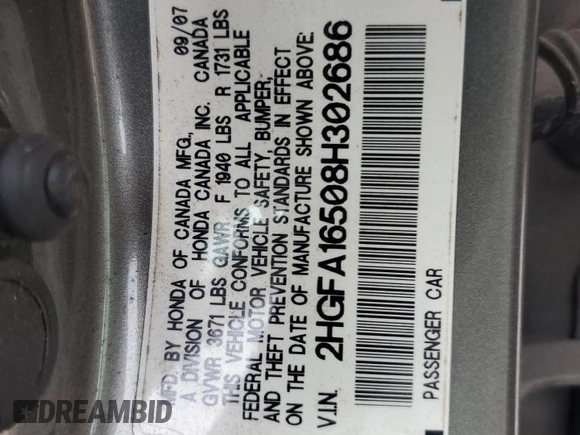 MFD BY HONDA OF CANADA MFG., 09/07
A DIVISION OF HONDA CANADA INC. CANADA
GVWR 3671 LBS GAWR F 1940 LBS R 1731 LBS
THIS VEHICLE CONFORMS TO ALL APPLICABLE
FEDERAL MOTOR VEHICLE SAFETY, BUMPER,
AND THEFT PREVENTION STANDARDS IN EFFECT
ON THE DATE OF MANUFACTURE SHOWN ABOVE.
V.I.N. 2HGFA16508H302686
PASSENGER CAR
DREAMBID